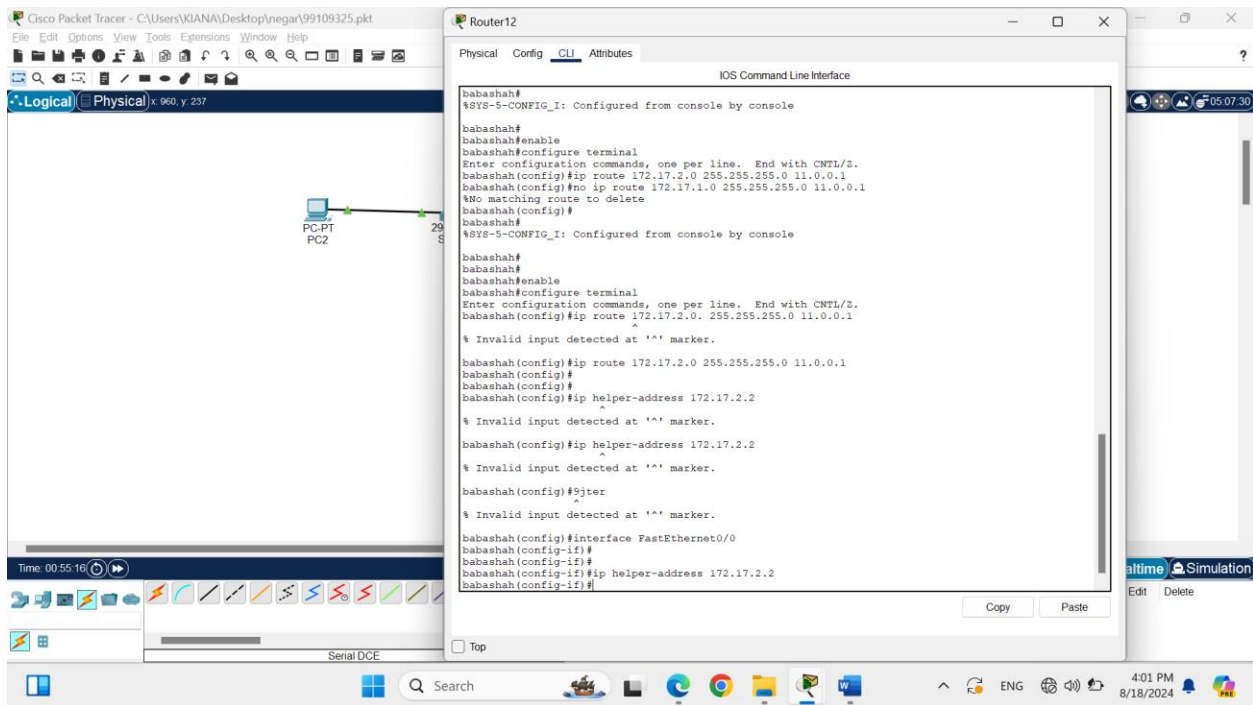 Cisco Packet Tracer - C:\Users\KIANA\Desktop\negar\99109325.pkt
File Edit Options View Tools Extensions Window Help
?
Logical Physical x: 960, y: 237
05:07:30
PC-PT
PC2
29
S
Router12
Physical Config CLI Attributes
IOS Command Line Interface
babashah#
%SYS-5-CONFIG_I: Configured from console by console
babashah#
babashah#enable
babashah#configure terminal
Enter configuration commands, one per line. End with CNTL/Z.
babashah(config)#ip route 172.17.2.0 255.255.255.0 11.0.0.1
babashah(config)#no ip route 172.17.1.0 255.255.255.0 11.0.0.1
%No matching route to delete
babashah(config)#
babashah#
%SYS-5-CONFIG_I: Configured from console by console
babashah#
babashah#
babashah#enable
babashah#configure terminal
Enter configuration commands, one per line. End with CNTL/Z.
babashah(config)#ip route 172.17.2.0. 255.255.255.0 11.0.0.1
^
% Invalid input detected at '^' marker.
babashah(config)#ip route 172.17.2.0 255.255.255.0 11.0.0.1
babashah(config)#
babashah(config)#
babashah(config)#ip helper-address 172.17.2.2
^
% Invalid input detected at '^' marker.
babashah(config)#ip helper-address 172.17.2.2
^
% Invalid input detected at '^' marker.
babashah(config)#9jter
^
% Invalid input detected at '^' marker.
babashah(config)#interface FastEthernet0/0
babashah(config-if)#
babashah(config-if)#
babashah(config-if)#ip helper-address 172.17.2.2
babashah(config-if)#
Copy Paste
Top
Time: 00:55:16
altime Simulation
Edit Delete
Serial DCE
Search
ENG
4:01 PM
8/18/2024
PRE